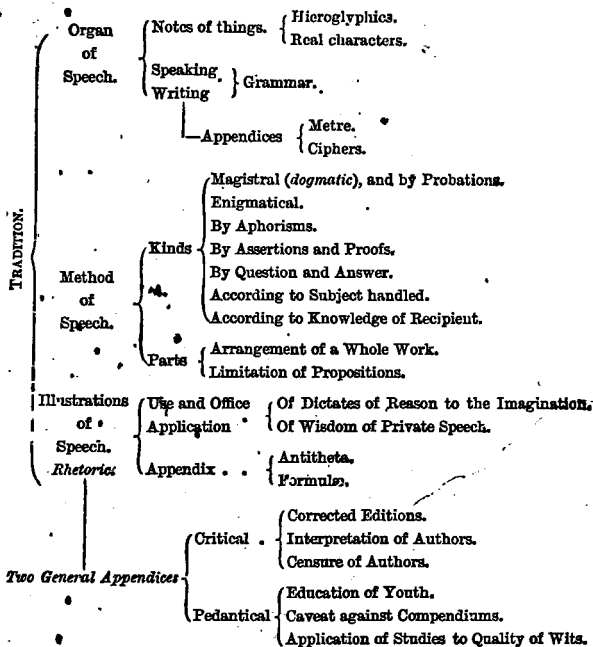 TRADITION.
Organ
of
Speech.
Notes of things.
Hieroglyphics.
Real characters.
Speaking
Writing
Grammar.
Appendices
Metre.
Ciphers.
Method
of
Speech.
Kinds
Magistral (dogmatic), and by Probations.
Enigmatical.
By Aphorisms.
By Assertions and Proofs.
By Question and Answer.
According to Subject handled.
According to Knowledge of Recipient.
Parts
Arrangement of a Whole Work.
Limitation of Propositions.
Illustrations
of
Speech.
Rhetoric:
Use and Office
Application
Of Dictates of Reason to the Imagination.
Of Wisdom of Private Speech.
Appendix . .
Antitheta.
Formulæ.
Two General Appendices
Critical .
Corrected Editions.
Interpretation of Authors.
Censure of Authors.
Pedantical
Education of Youth.
Caveat against Compendiums.
Application of Studies to Quality of Wits.